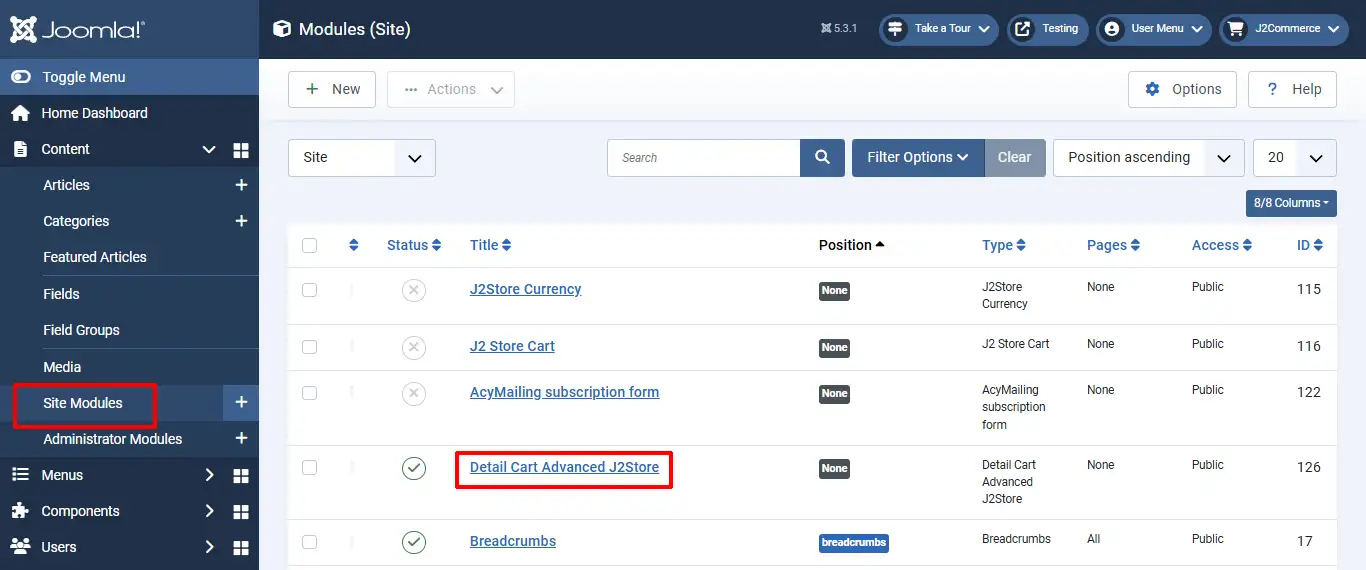 Joomla!®
Modules (Site)
5.3.1
Take a Tour
Testing
User Menu
J2Commerce
Toggle Menu
Home Dashboard
Content
Articles
Categories
Featured Articles
Fields
Field Groups
Media
Site Modules
Administrator Modules
Menus
Components
Users
+ New
... Actions
Options
? Help
Site
Search
Filter Options
Clear
Position ascending
20
8/8 Columns
Status Title Position Type Pages Access ID
J2Store Currency None J2Store Currency None Public 115
J2 Store Cart None J2 Store Cart None Public 116
AcyMailing subscription form None AcyMailing subscription form None Public 122
Detail Cart Advanced J2Store None Detail Cart Advanced J2Store None Public 126
Breadcrumbs breadcrumbs Breadcrumbs All Public 17